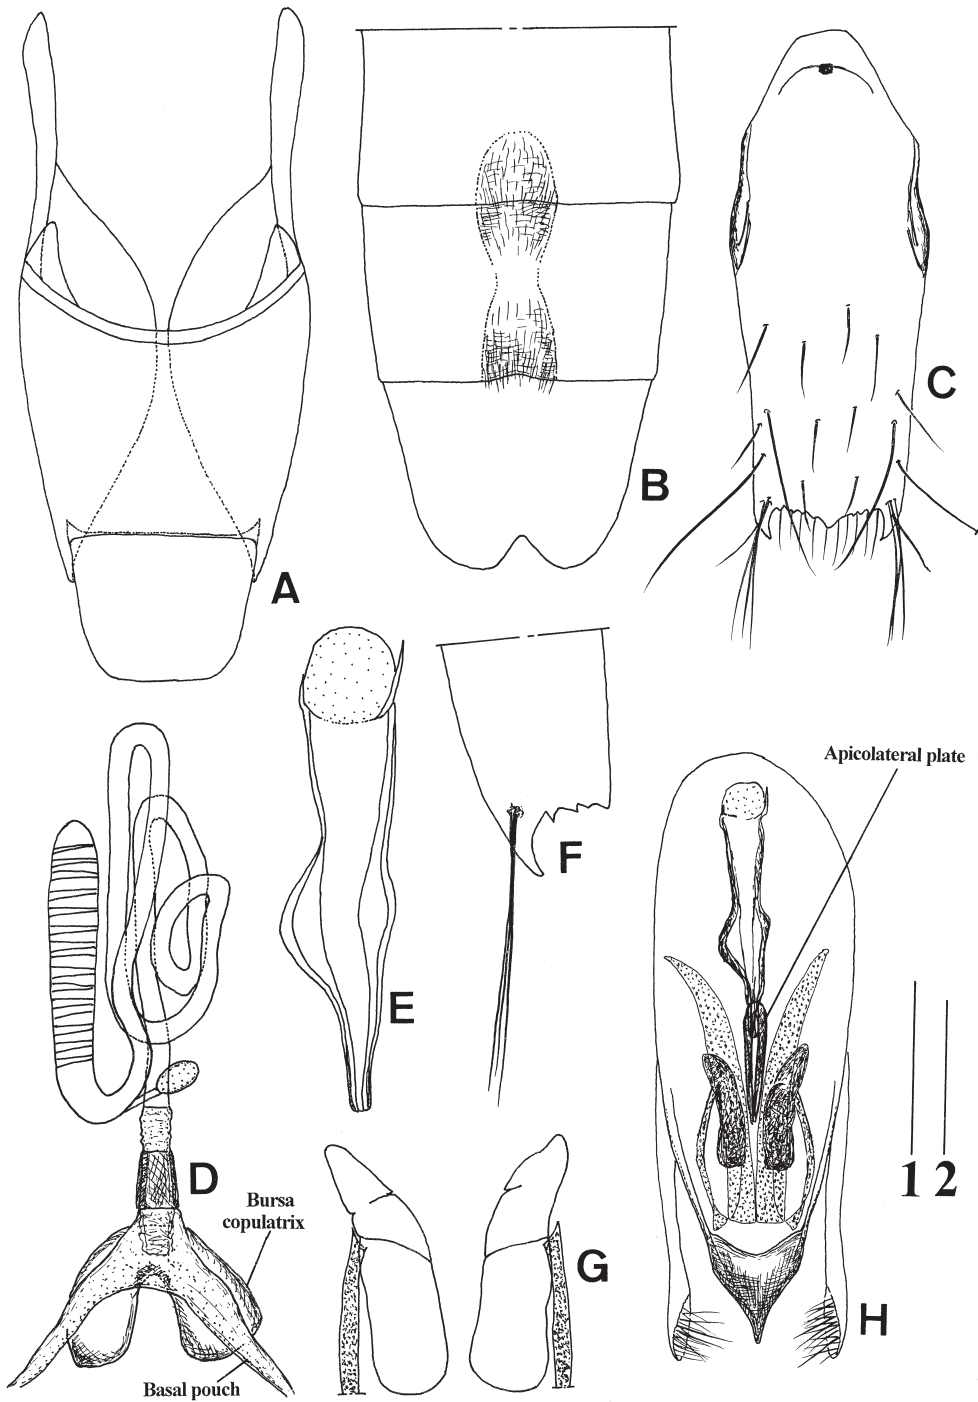 A
B
C
Apicolateral plate
E
F
D
Bursa
copulatrix
Basal pouch
G
H
1 2